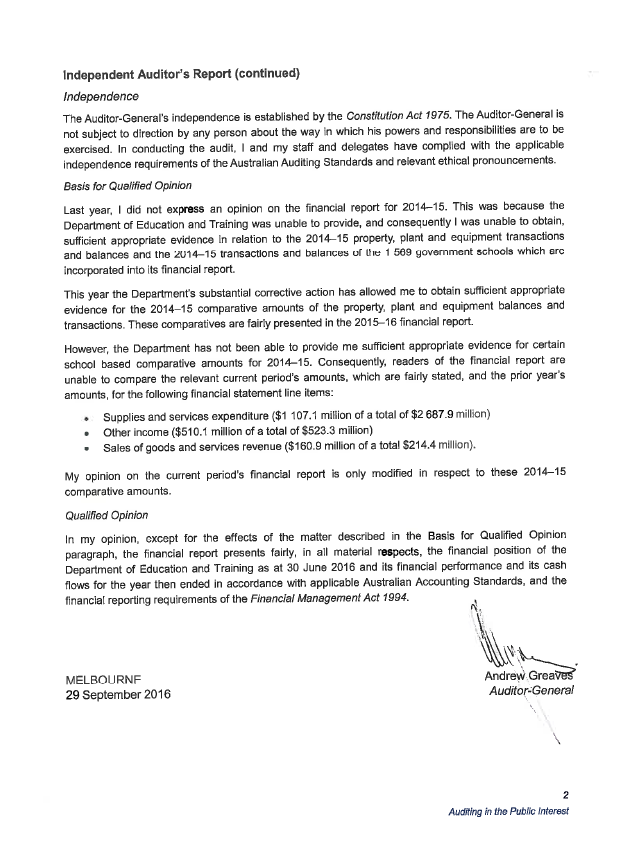 Independent Auditor's Report (continued)
Independence
The Auditor-General's independence is established by the Constitution Act 1975. The Auditor-General is
not subject to direction by any person about the way in which his powers and responsibilities are to be
exercised. In conducting the audit, I and my staff and delegates have complied with the applicable
independence requirements of the Australian Auditing Standards and relevant ethical pronouncements.
Basis for Qualified Opinion
Last year, I did not express an opinion on the financial report for 2014–15. This was because the
Department of Education and Training was unable to provide, and consequently I was unable to obtain,
sufficient appropriate evidence in relation to the 2014–15 property, plant and equipment transactions
and balances and the 2014–15 transactions and balances of the 1 569 government schools which are
incorporated into its financial report.
This year the Department's substantial corrective action has allowed me to obtain sufficient appropriate
evidence for the 2014–15 comparative amounts of the property, plant and equipment balances and
transactions. These comparatives are fairly presented in the 2015–16 financial report.
However, the Department has not been able to provide me sufficient appropriate evidence for certain
school based comparative amounts for 2014–15. Consequently, readers of the financial report are
unable to compare the relevant current period's amounts, which are fairly stated, and the prior year's
amounts, for the following financial statement line items:
• Supplies and services expenditure ($1 107.1 million of a total of $2 687.9 million)
• Other income ($510.1 million of a total of $523.3 million)
• Sales of goods and services revenue ($160.9 million of a total $214.4 million).
My opinion on the current period's financial report is only modified in respect to these 2014–15
comparative amounts.
Qualified Opinion
In my opinion, except for the effects of the matter described in the Basis for Qualified Opinion
paragraph, the financial report presents fairly, in all material respects, the financial position of the
Department of Education and Training as at 30 June 2016 and its financial performance and its cash
flows for the year then ended in accordance with applicable Australian Accounting Standards, and the
financial reporting requirements of the Financial Management Act 1994.
MELBOURNE
29 September 2016
Andrew Greaves
Auditor-General
2
Auditing in the Public Interest